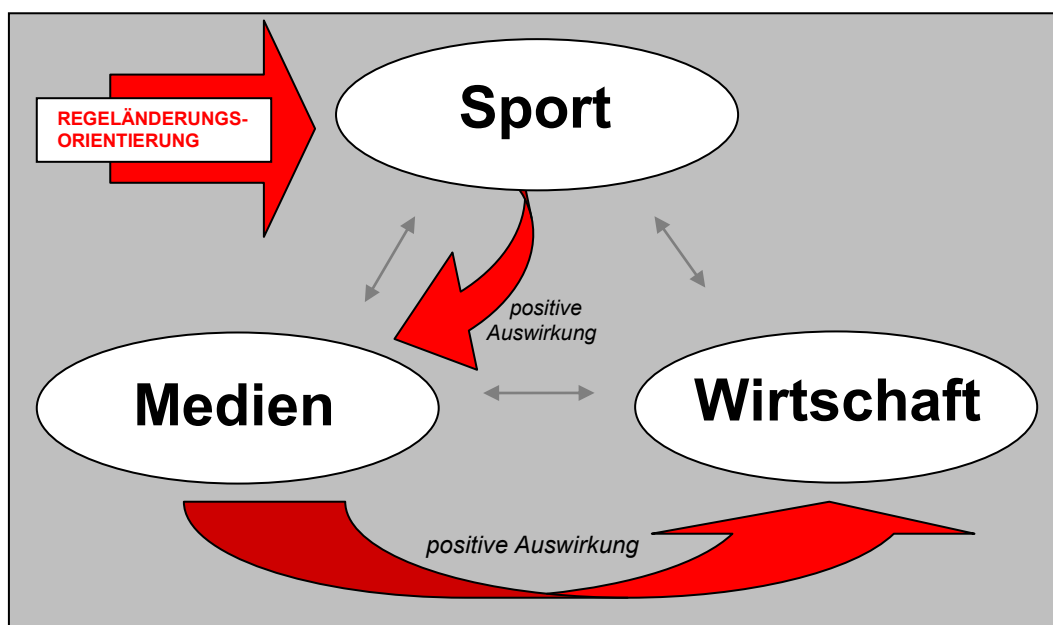 Sport
REGELÄNDERUNGS-
ORIENTIERUNG
positive
Auswirkung
Medien
Wirtschaft
positive Auswirkung